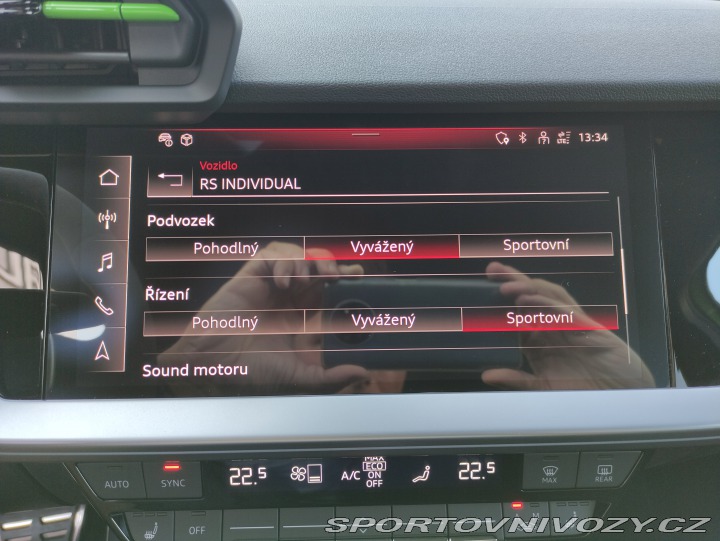 13:34
Vozidlo
RS INDIVIDUAL
Podvozek
Pohodlný Vyvážený Sportovní
Řízení
Pohodlný Vyvážený Sportovní
Sound motoru
AUTO SYNC 22.5 A/C MAX ECO ON OFF 22.5 MAX REAR
OFF A
SPORTOVNIVOZY.CZ